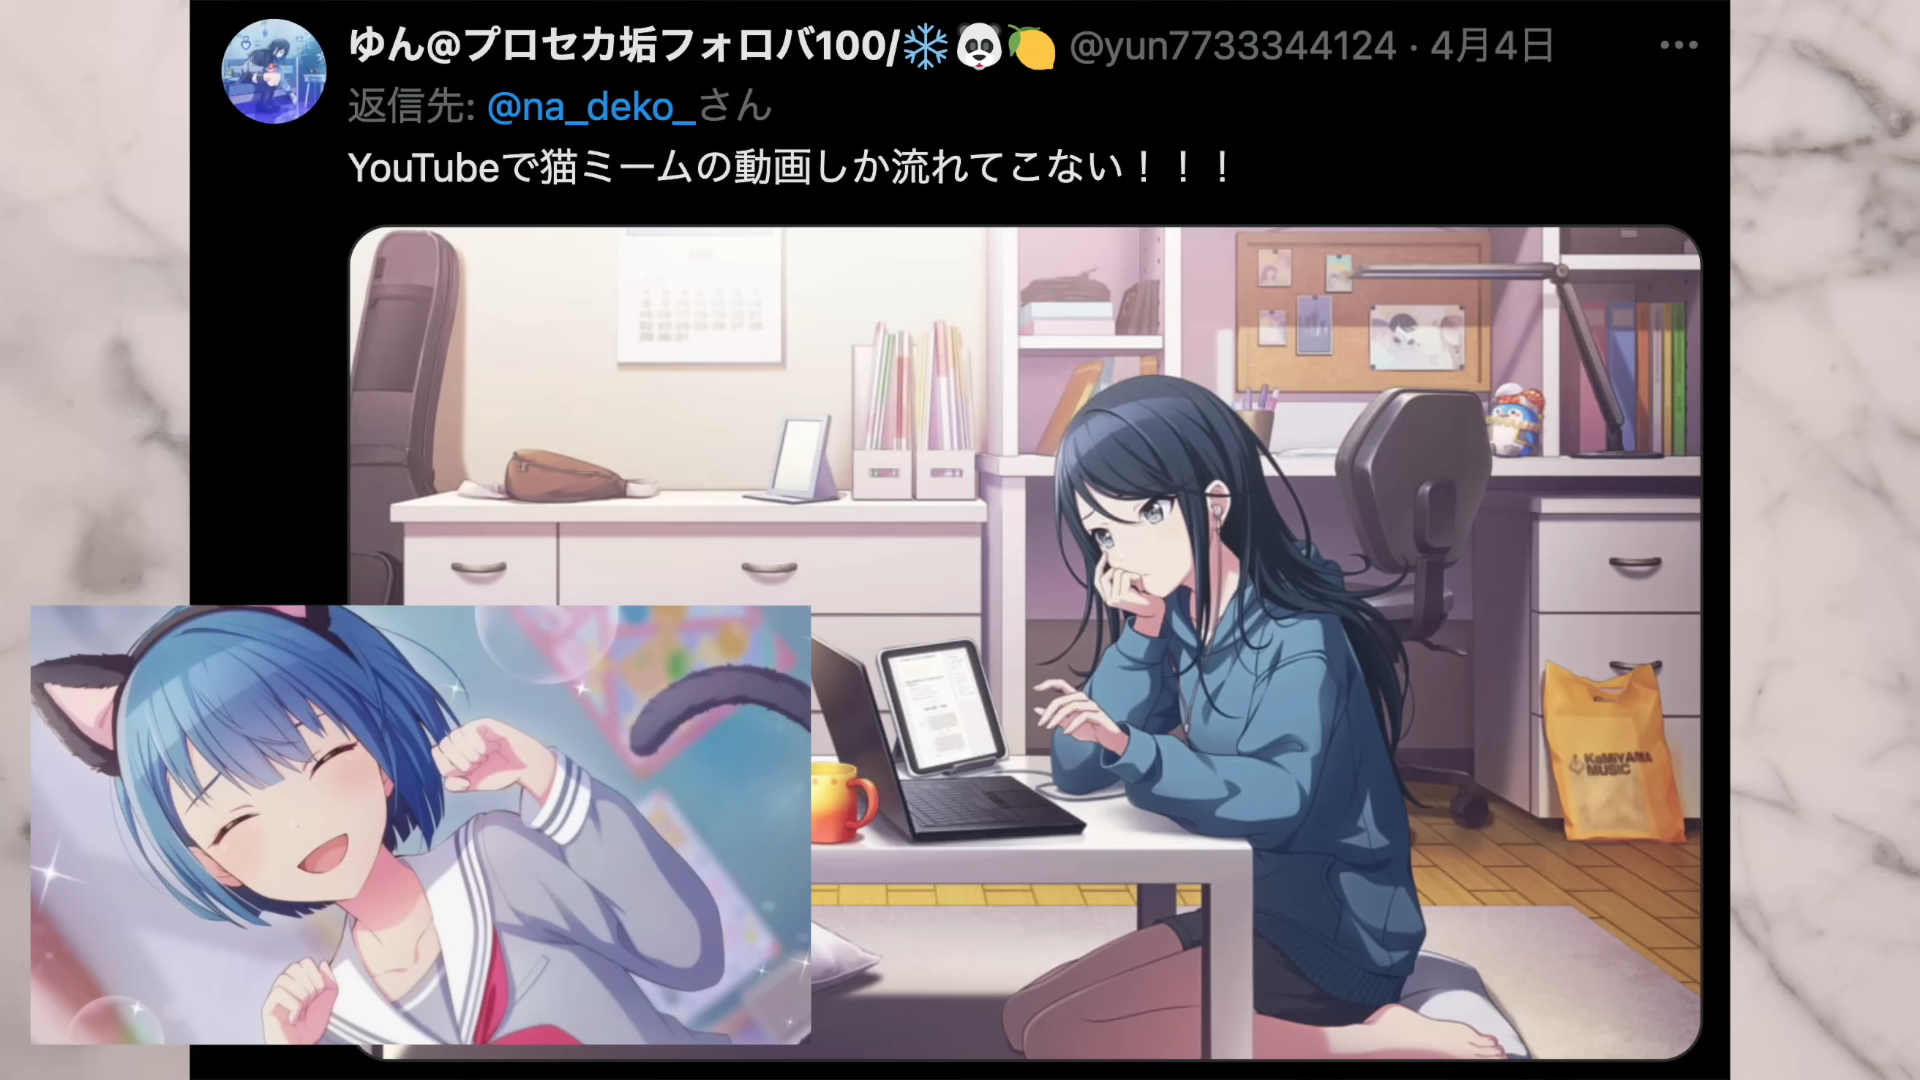 ゆん@プロセカ垢フォロバ100/❄️🐼🍋 @yun7733344124 · 4月4日
返信先: @na_deko_さん
YouTubeで猫ミームの動画しか流れてこない！！！
KAMIYAMA
MUSIC